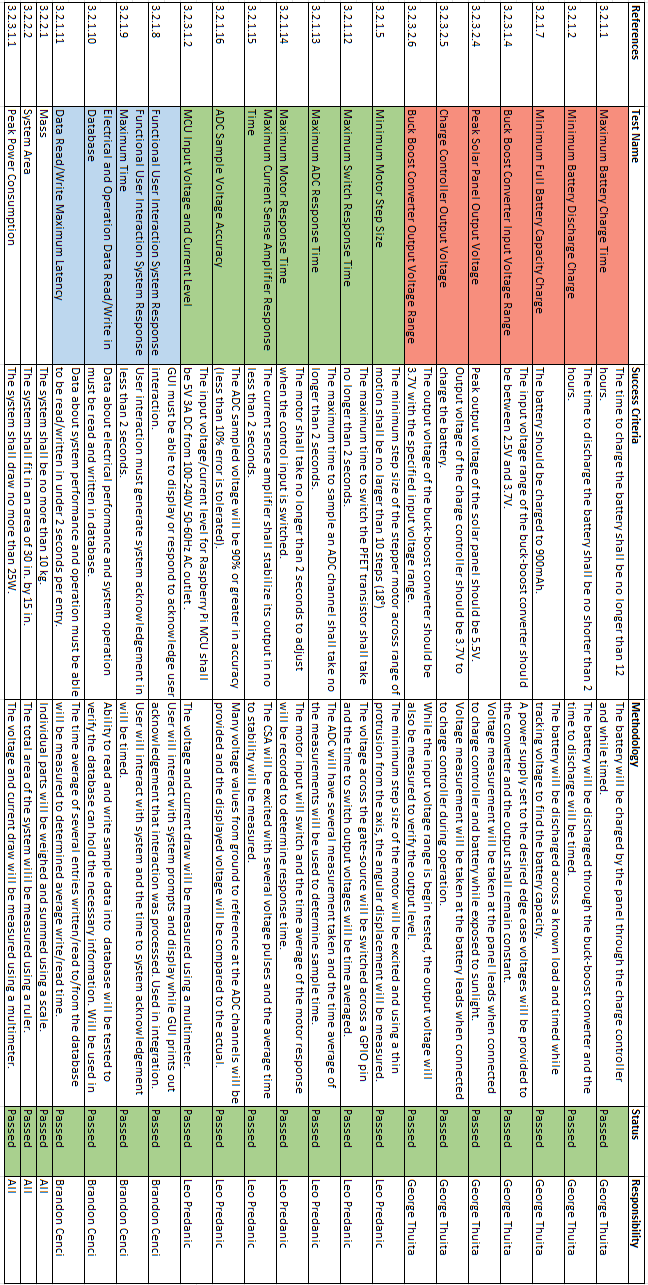 References Test Name Success Criteria Methodology Status Responsibility
3.2.1.1 Maximum Battery Charge Time The time to charge the battery shall be no longer than 12 The battery will be charged by the panel through the charge controller Passed George Thuita
hours. and while timed.
3.2.1.2 Minimum Battery Discharge Charge The time to discharge the battery shall be no shorter than 2 The battery will be discharged through the buck-boost converter and the Passed George Thuita
hours. time to discharge will be timed.
3.2.1.7 Minimum Full Battery Capacity Charge The battery should be charged to 900mAh. The battery will be discharged across a known load and timed while Passed George Thuita
tracking voltage to find the battery capacity.
3.2.3.1.4 Buck Boost Converter Input Voltage Range The input voltage range of the buck-boost converter should A power supply set to the desired edge case voltages will be provided to Passed George Thuita
be between 2.5V and 3.7V. the converter and the output shall remain constant.
3.2.3.2.4 Peak Solar Panel Output Voltage Peak output voltage of the solar panel should be 5.5V. Voltage measurement will be taken at the panel leads when connected Passed George Thuita
to charge controller and battery while exposed to sunlight.
3.2.3.2.5 Charge Controller Output Voltage Output voltage of the charge controller should be 3.7V to Voltage measurement will be taken at the battery leads when connected Passed George Thuita
charge the battery. to charge controller during operation.
3.2.3.2.6 Buck Boost Converter Output Voltage Range The output voltage of the buck-boost converter should be While the input voltage range is begin tested, the output voltage will Passed George Thuita
3.7V with the specified input voltage range. also be measured to verify the output level.
3.2.1.5 Minimum Motor Step Size The minimum step size of the stepper motor across range of The minimum step size of the motor will be excited and using a thin Passed Leo Predanic
motion shall be no larger than 10 steps (18°) protrusion from the axis, the angular displacement will be measured.
3.2.1.12 Maximum Switch Response Time The maximum time to switch the PFET transistor shall take The voltage across the gate-source will be switched across a GPIO pin Passed Leo Predanic
no longer than 2 seconds. and the time to switch output voltages will be time averaged.
3.2.1.13 Maximum ADC Response Time The maximum time to sample an ADC channel shall take no The ADC will have several measurement taken and the time average of Passed Leo Predanic
longer than 2 seconds. the measurements will be used to determine sample time.
3.2.1.14 Maximum Motor Response Time The motor shall take no longer than 2 seconds to adjust The motor input will switch and the time average of the motor response Passed Leo Predanic
when the control input is switched. will be recorded to determine response time.
3.2.1.15 Maximum Current Sense Amplifier Response The current sense amplifier shall stabilize its output in no The CSA will be excited with several voltage pulses and the average time Passed Leo Predanic
Time less than 2 seconds. to stability will be measured.
3.2.1.16 ADC Sample Voltage Accuracy The ADC sampled voltage will be 90% or greater in accuracy Many voltage values from ground to reference at the ADC channels will be Passed Leo Predanic
(less than 10% error is tolerated). provided and the displayed voltage will be compared to the actual.
3.2.3.1.2 MCU Input Voltage and Current Level The input voltage/current level for Raspberry Pi MCU shall The voltage and current draw will be measured using a multimeter. Passed Leo Predanic
be 5V 3A DC from 100-240V 50-60Hz AC outlet.
3.2.1.8 Functional User Interaction System Response GUI must be able to display or respond to acknowledge user User will interact with system prompts and display while GUI prints out Passed Brandon Cenci
interaction. acknowledgement that interaction was processed. Used in integration.
3.2.1.9 Functional User Interaction System Response User interaction must generate system acknowledgement in User will interact with system and the time to system acknowledgement Passed Brandon Cenci
Maximum Time less than 2 seconds. will be timed.
3.2.1.10 Electrical and Operation Data Read/Write in Data about electrical performance and system operation Ability to read and write sample data into database will be tested to Passed Brandon Cenci
Database must be read and written in database. verify the database can hold the necessary information. Will be used in
3.2.1.11 Data Read/Write Maximum Latency Data about system performance and operation must be able The time average of several entries written/read to/from the database Passed Brandon Cenci
to be read/written in under 2 seconds per entry. will be measured to determined average write/read time.
3.2.2.1 Mass The system shall be no more than 10 kg. Individual parts will be weighed and summed using a scale. Passed All
3.2.2.2 System Area The system shall fit in an area of 30 in. by 15 in. The total area of the system will be measured using a ruler. Passed All
3.2.3.1.1 Peak Power Consumption The system shall draw no more than 25W. The voltage and current draw will be measured using a multimeter. Passed All